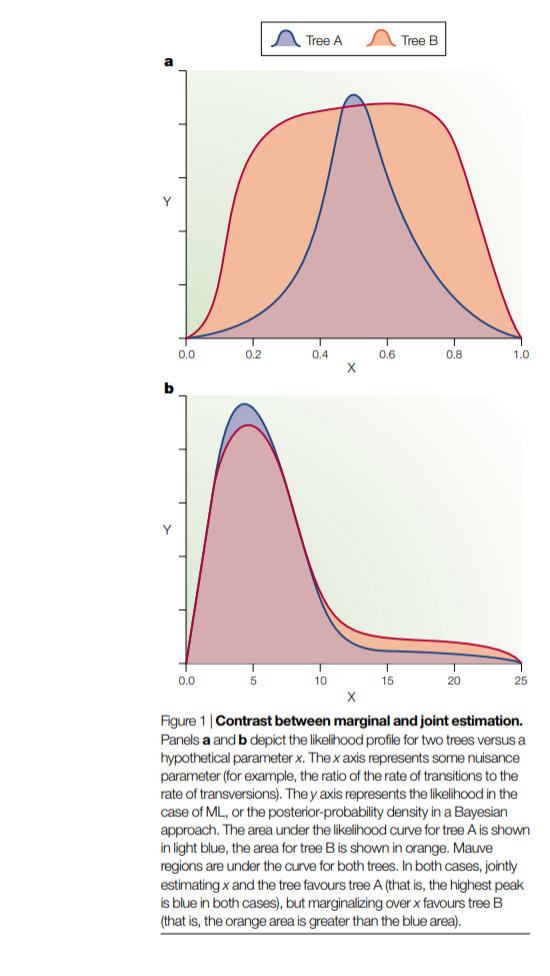 Tree A Tree B
a
Y
0.0 0.2 0.4 0.6 0.8 1.0
X
b
Y
0.0 5 10 15 20 25
X
Figure 1 | Contrast between marginal and joint estimation.
Panels a and b depict the likelihood profile for two trees versus a
hypothetical parameter x. The x axis represents some nuisance
parameter (for example, the ratio of the rate of transitions to the
rate of transversions). The y axis represents the likelihood in the
case of ML, or the posterior-probability density in a Bayesian
approach. The area under the likelihood curve for tree A is shown
in light blue, the area for tree B is shown in orange. Mauve
regions are under the curve for both trees. In both cases, jointly
estimating x and the tree favours tree A (that is, the highest peak
is blue in both cases), but marginalizing over x favours tree B
(that is, the orange area is greater than the blue area).